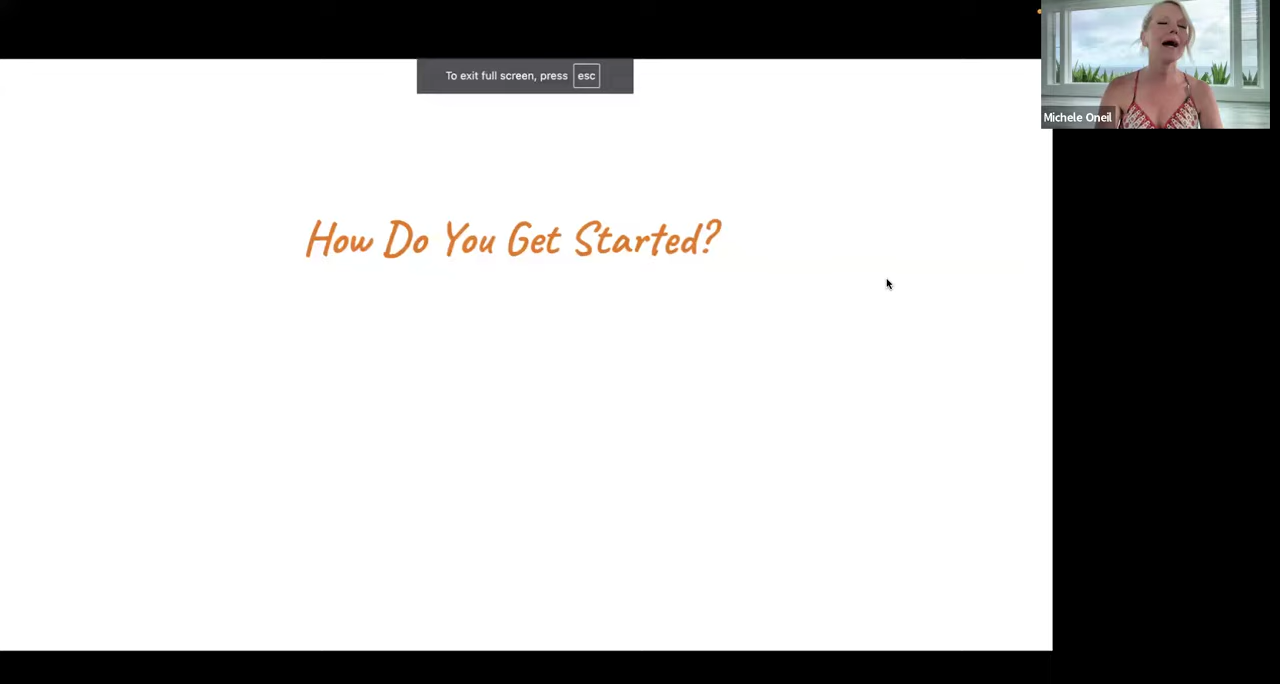 To exit full screen, press esc
Michele Oneil
How Do You Get Started?